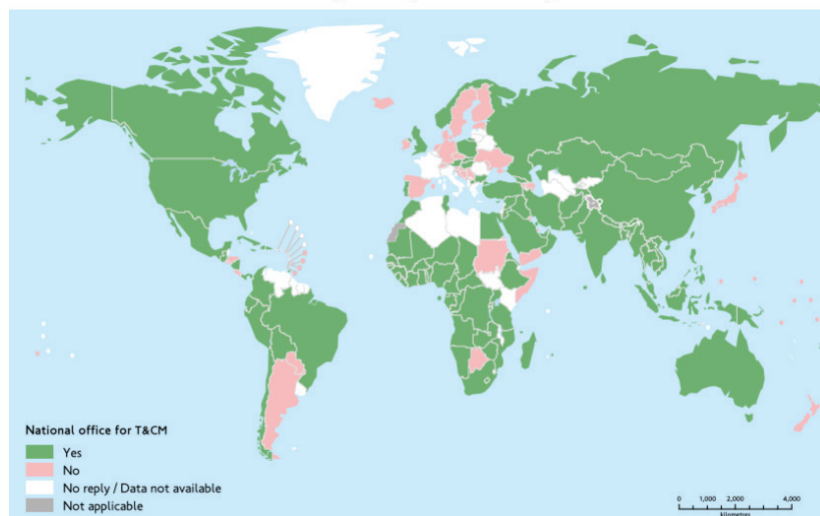 National office for T&CM
Yes
No
No reply / Data not available
Not applicable
0 1,000 2,000 4,000
kilometres